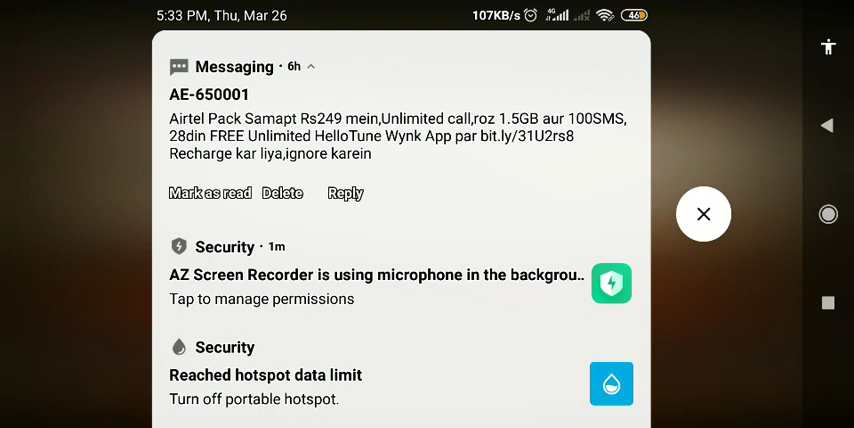 5:33 PM, Thu, Mar 26
107KB/s 4G 46
Messaging · 6h
AE-650001
Airtel Pack Samapt Rs249 mein,Unlimited call,roz 1.5GB aur 100SMS,
28din FREE Unlimited HelloTune Wynk App par bit.ly/31U2rs8
Recharge kar liya,ignore karein
Mark as read Delete Reply
Security · 1m
AZ Screen Recorder is using microphone in the backgrou..
Tap to manage permissions
Security
Reached hotspot data limit
Turn off portable hotspot.